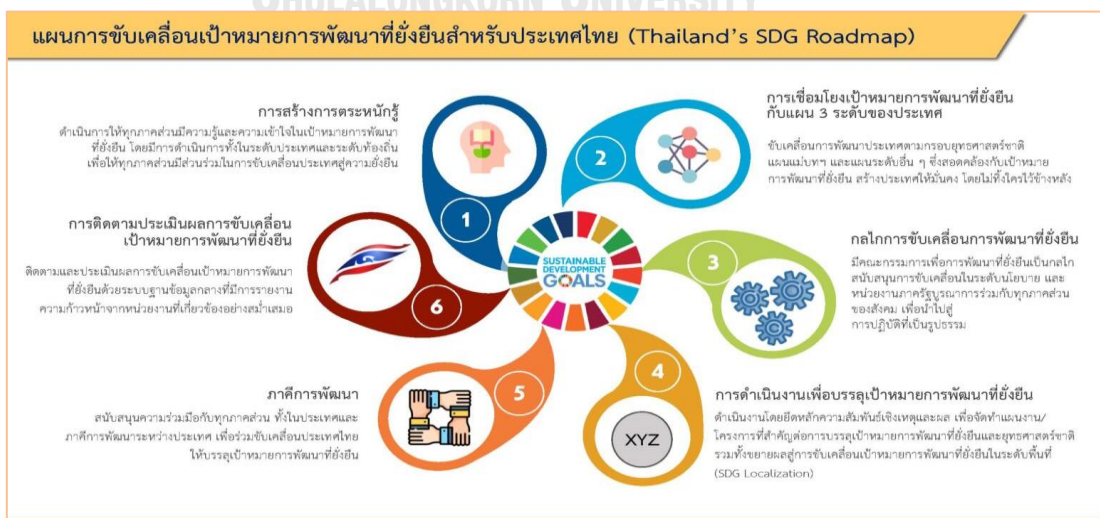 CHULALONGKORN UNIVERSITY
แผนการขับเคลื่อนเป้าหมายการพัฒนาที่ยั่งยืนสำหรับประเทศไทย (Thailand's SDG Roadmap)
การสร้างการตระหนักรู้
ดำเนินการให้ทุกภาคส่วนมีความรู้และความเข้าใจในเป้าหมายการพัฒนา
ที่ยั่งยืน โดยมีการดำเนินการทั้งในระดับประเทศและระดับท้องถิ่น
เพื่อให้ทุกภาคส่วนมีส่วนร่วมในการขับเคลื่อนประเทศสู่ความยั่งยืน
1
การเชื่อมโยงเป้าหมายการพัฒนาที่ยั่งยืน
กับแผน 3 ระดับของประเทศ
ขับเคลื่อนการพัฒนาประเทศตามกรอบยุทธศาสตร์ชาติ
แผนแม่บทฯ และแผนระดับอื่น ๆ ซึ่งสอดคล้องกับเป้าหมาย
การพัฒนาที่ยั่งยืน สร้างประเทศให้มั่นคง โดยไม่ทิ้งใครไว้ข้างหลัง
2
กลไกการขับเคลื่อนการพัฒนาที่ยั่งยืน
มีคณะกรรมการเพื่อการพัฒนาที่ยั่งยืนเป็นกลไก
สนับสนุนการขับเคลื่อนในระดับนโยบาย และ
หน่วยงานภาครัฐบูรณาการร่วมกับทุกภาคส่วน
ของสังคม เพื่อนำไปสู่
การปฏิบัติที่เป็นรูปธรรม
3
การดำเนินงานเพื่อบรรลุเป้าหมายการพัฒนาที่ยั่งยืน
ดำเนินงานโดยยึดหลักความสัมพันธ์เชิงเหตุและผล เพื่อจัดทำแผนงาน/
โครงการที่สำคัญต่อการบรรลุเป้าหมายการพัฒนาที่ยั่งยืนและยุทธศาสตร์ชาติ
รวมทั้งขยายผลสู่การขับเคลื่อนเป้าหมายการพัฒนาที่ยั่งยืนในระดับพื้นที่
(SDG Localization)
4
XYZ
ภาคีการพัฒนา
สนับสนุนความร่วมมือกับทุกภาคส่วน ทั้งในประเทศและ
ภาคีการพัฒนาระหว่างประเทศ เพื่อร่วมขับเคลื่อนประเทศไทย
ให้บรรลุเป้าหมายการพัฒนาที่ยั่งยืน
5
การติดตามประเมินผลการขับเคลื่อน
เป้าหมายการพัฒนาที่ยั่งยืน
ติดตามและประเมินผลการขับเคลื่อนเป้าหมายการพัฒนา
ที่ยั่งยืนด้วยระบบฐานข้อมูลกลางที่มีการรายงาน
ความก้าวหน้าจากหน่วยงานที่เกี่ยวข้องอย่างสม่ำเสมอ
6
SUSTAINABLE
DEVELOPMENT
GOALS